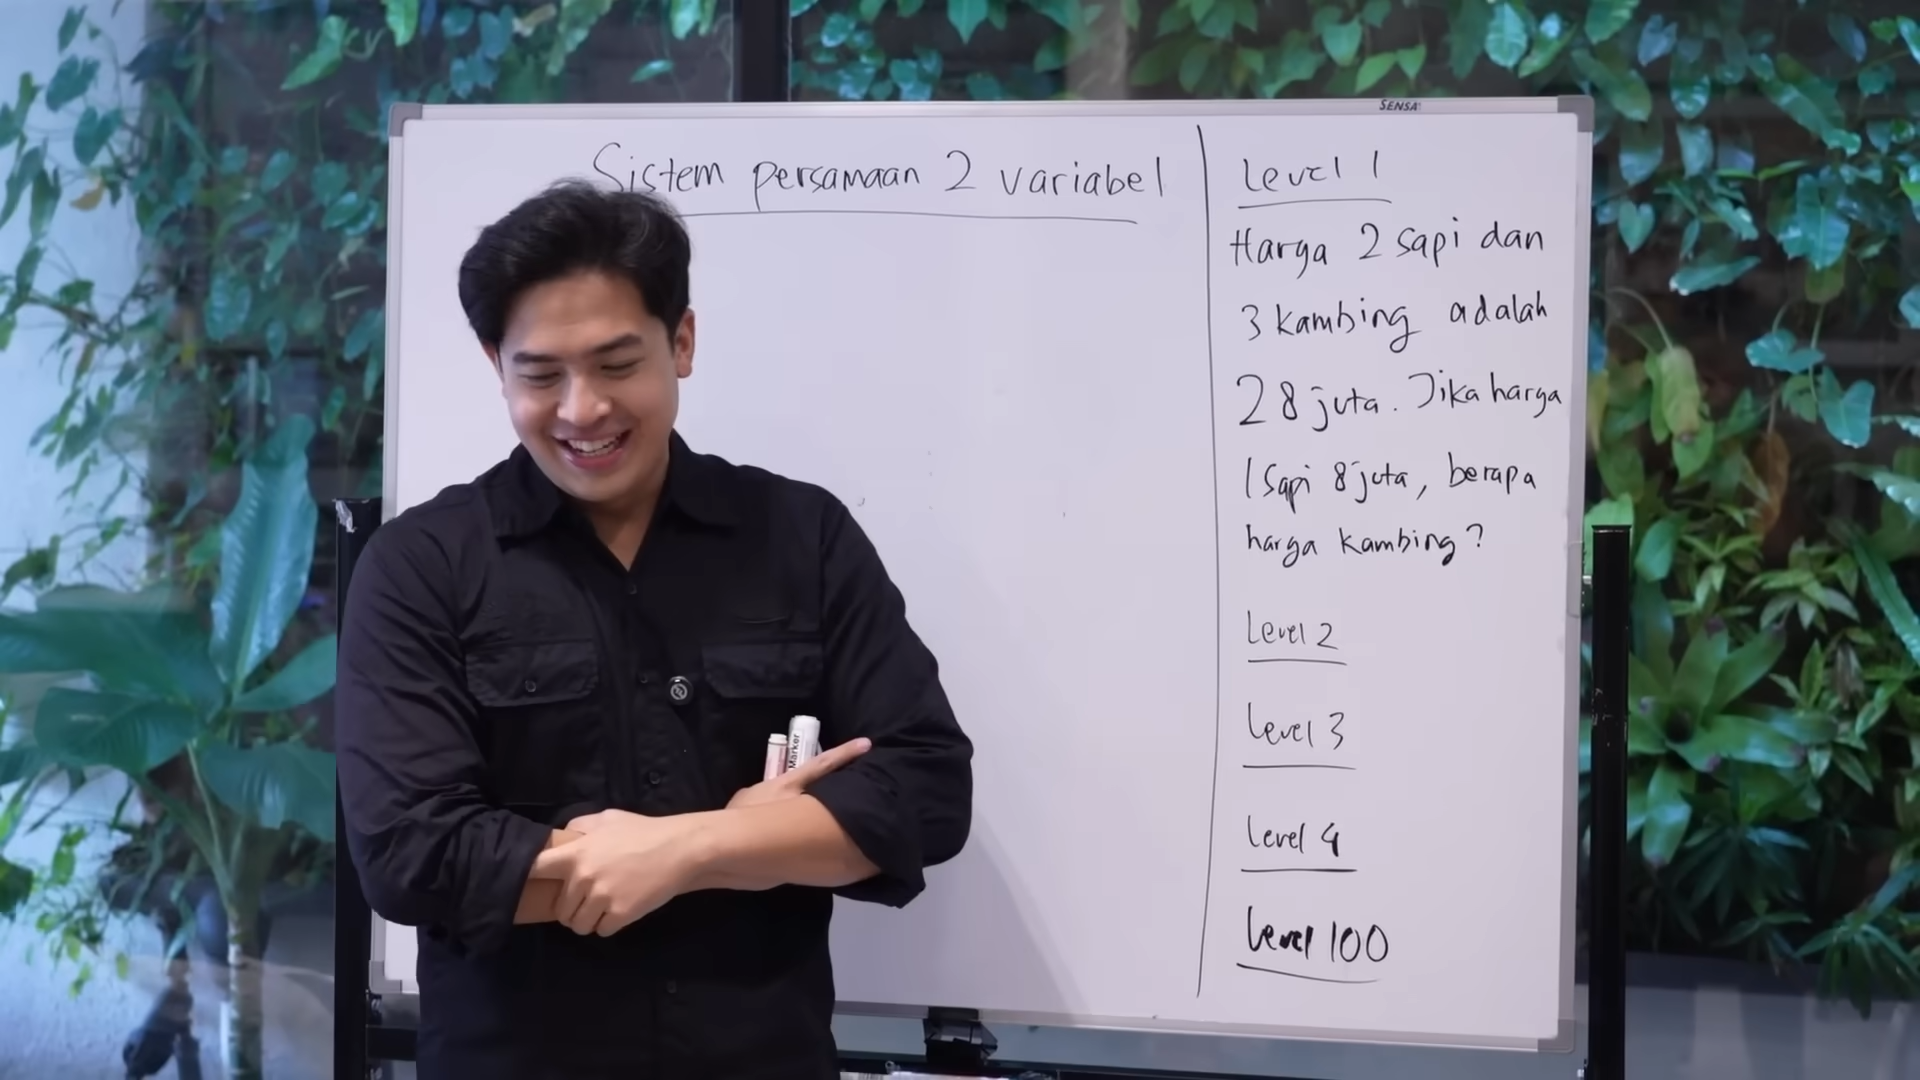 SENSA
Sistem persamaan 2 variabel
Level 1
Harga 2 sapi dan
3 kambing adalah
28 juta. Jika harga
1 sapi 8 juta, berapa
harga kambing?
Level 2
Level 3
Level 4
Level 100
Marker